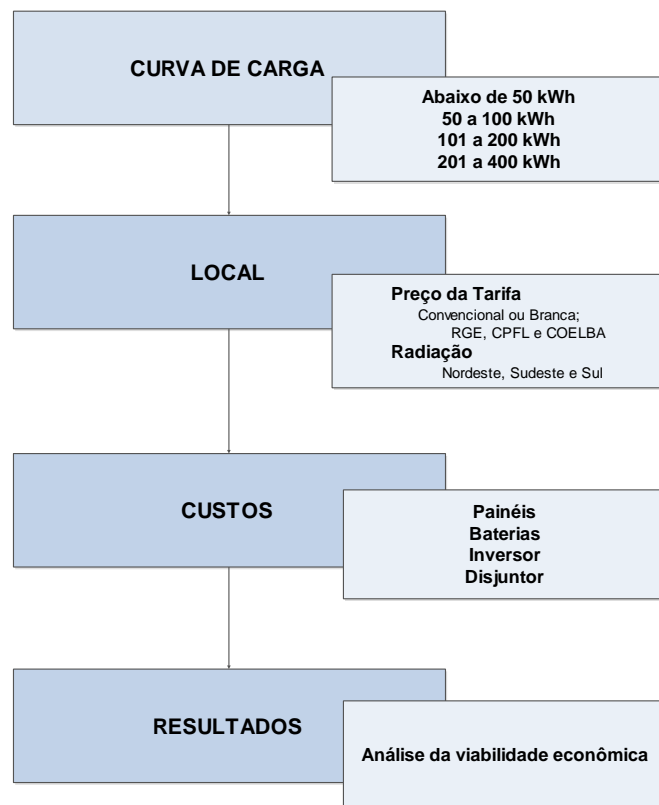 CURVA DE CARGA
Abaixo de 50 kWh
50 a 100 kWh
101 a 200 kWh
201 a 400 kWh
LOCAL
Preço da Tarifa
Convencional ou Branca;
RGE, CPFL e COELBA
Radiação
Nordeste, Sudeste e Sul
CUSTOS
Painéis
Baterias
Inversor
Disjuntor
RESULTADOS
Análise da viabilidade econômica